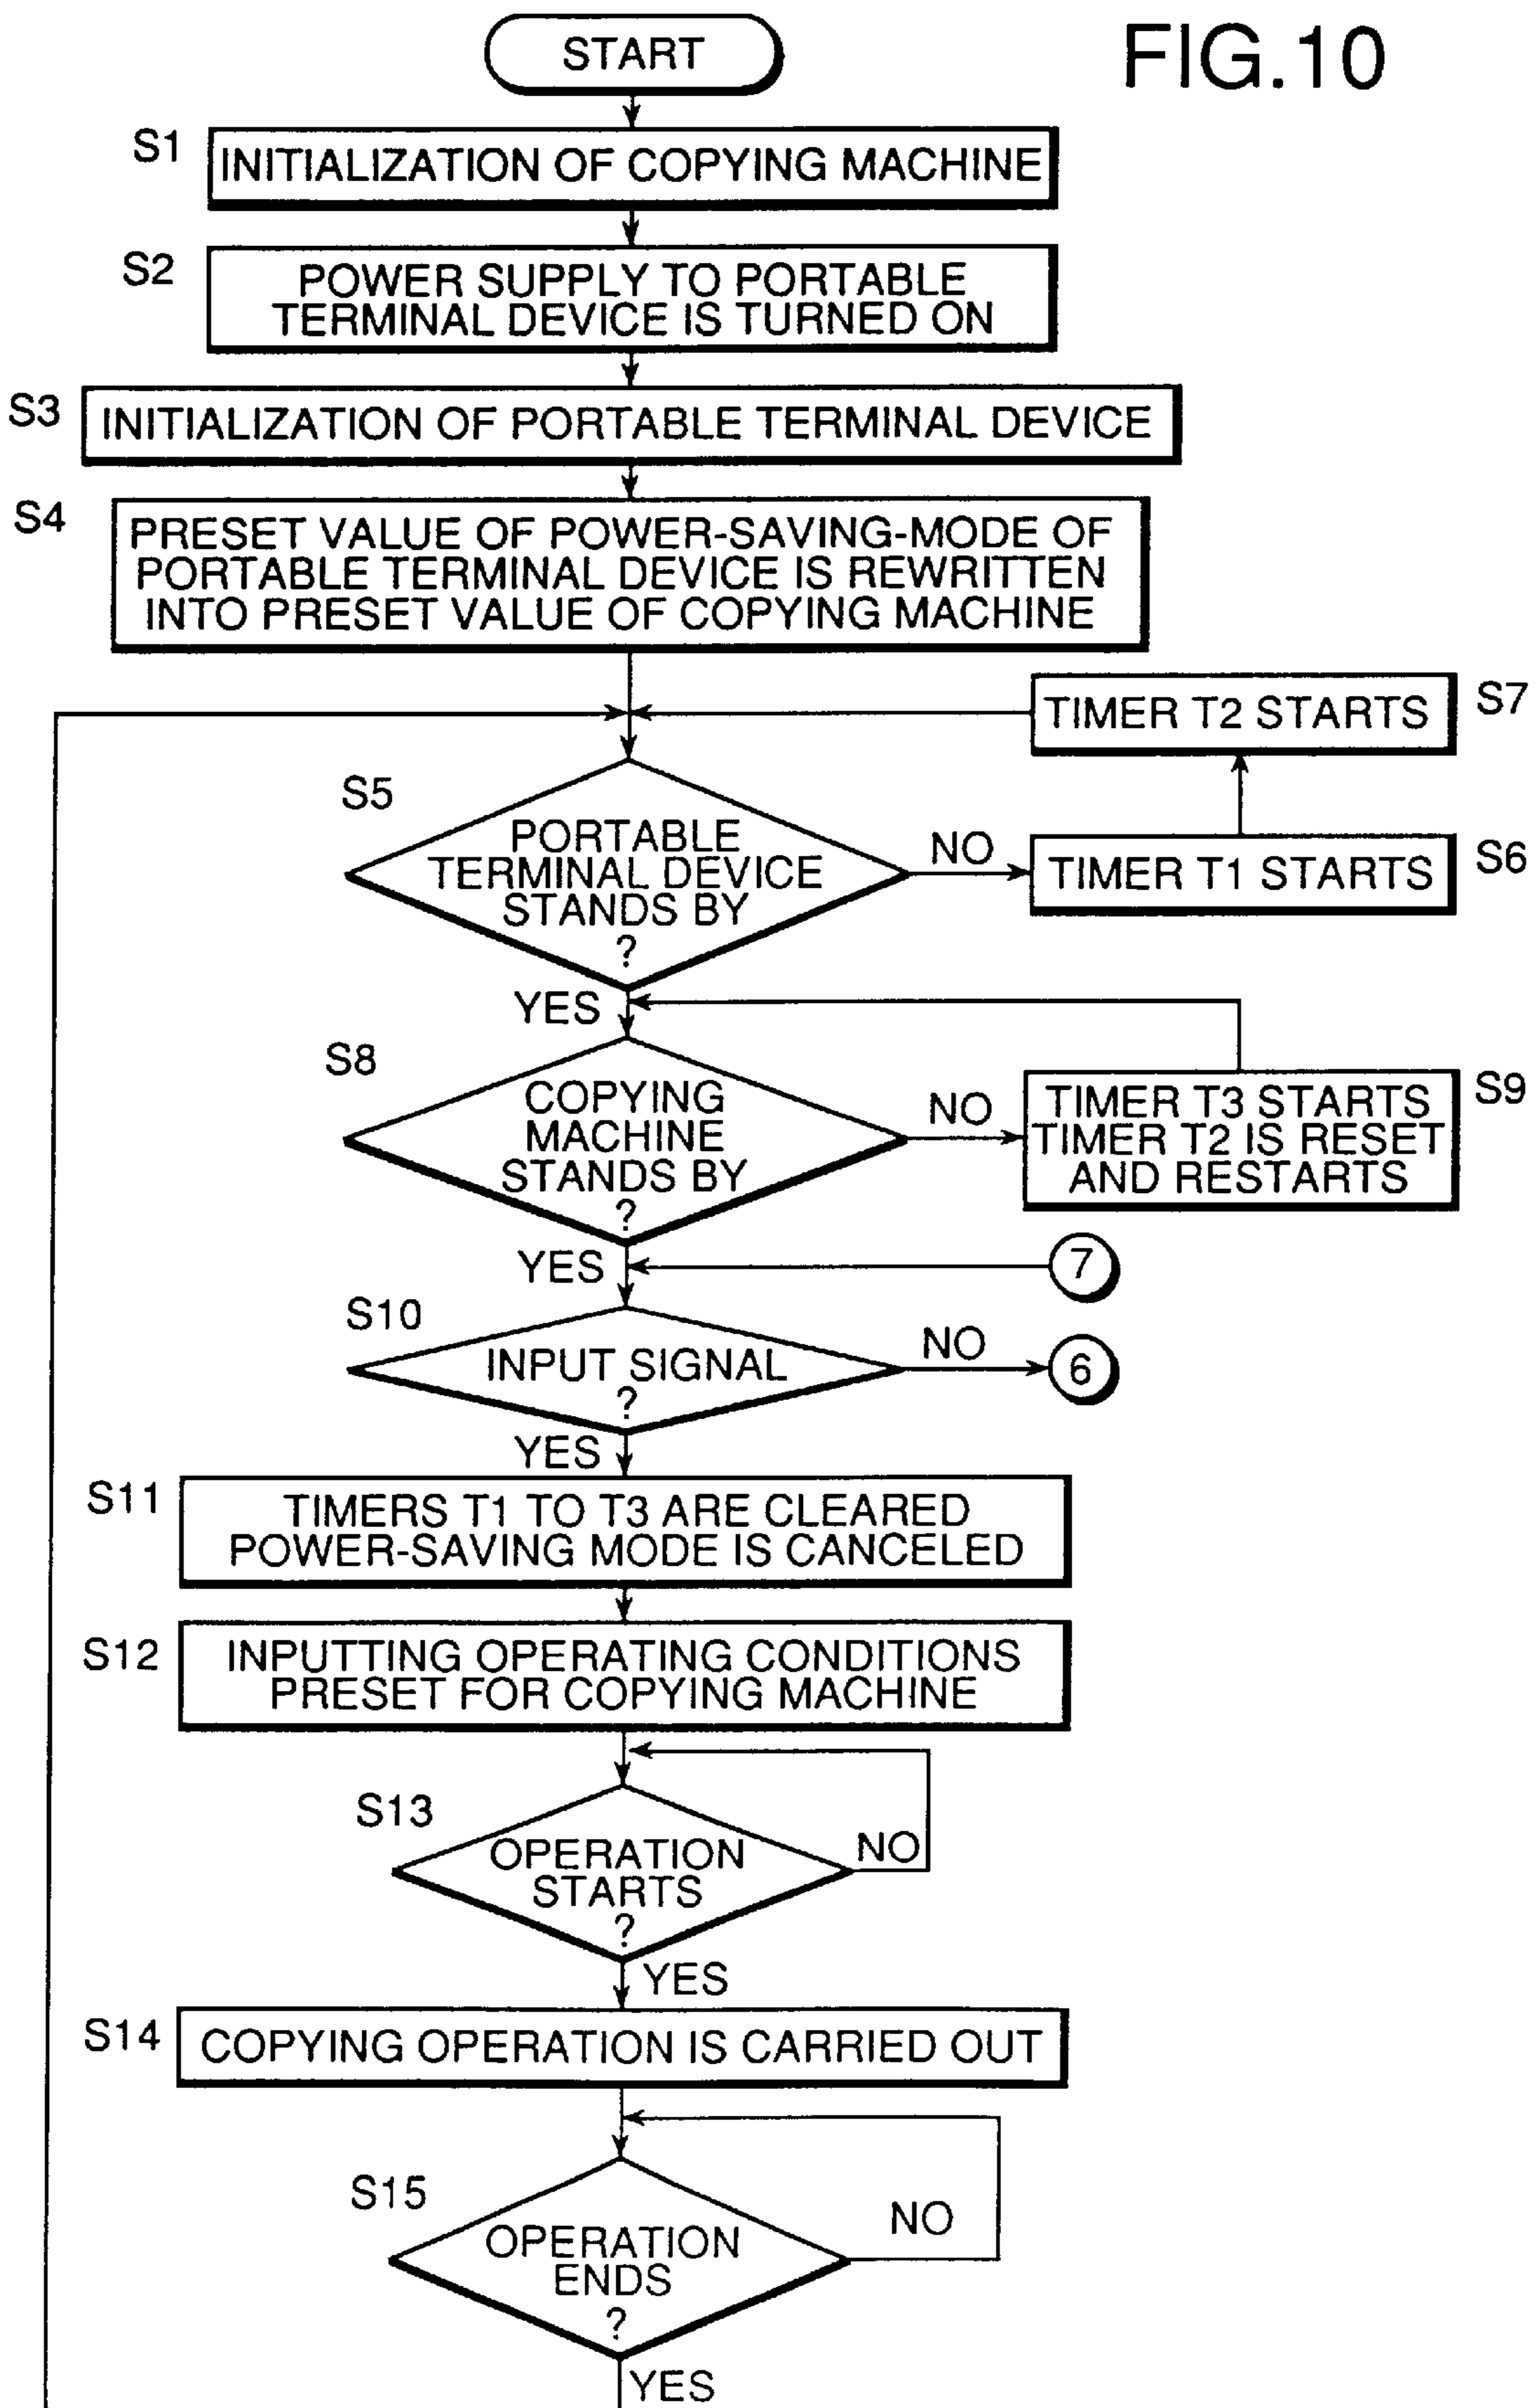 START
FIG.10
S1
INITIALIZATION OF COPYING MACHINE
S2
POWER SUPPLY TO PORTABLE
TERMINAL DEVICE IS TURNED ON
S3
INITIALIZATION OF PORTABLE TERMINAL DEVICE
S4
PRESET VALUE OF POWER-SAVING-MODE OF
PORTABLE TERMINAL DEVICE IS REWRITTEN
INTO PRESET VALUE OF COPYING MACHINE
TIMER T2 STARTS
S7
S5
PORTABLE
TERMINAL DEVICE
STANDS BY
?
NO
TIMER T1 STARTS
S6
YES
S8
COPYING
MACHINE
STANDS BY
?
NO
TIMER T3 STARTS
TIMER T2 IS RESET
AND RESTARTS
S9
YES
7
S10
INPUT SIGNAL
?
NO
6
YES
S11
TIMERS T1 TO T3 ARE CLEARED
POWER-SAVING MODE IS CANCELED
S12
INPUTTING OPERATING CONDITIONS
PRESET FOR COPYING MACHINE
S13
OPERATION
STARTS
?
NO
YES
S14
COPYING OPERATION IS CARRIED OUT
S15
OPERATION
ENDS
?
NO
YES